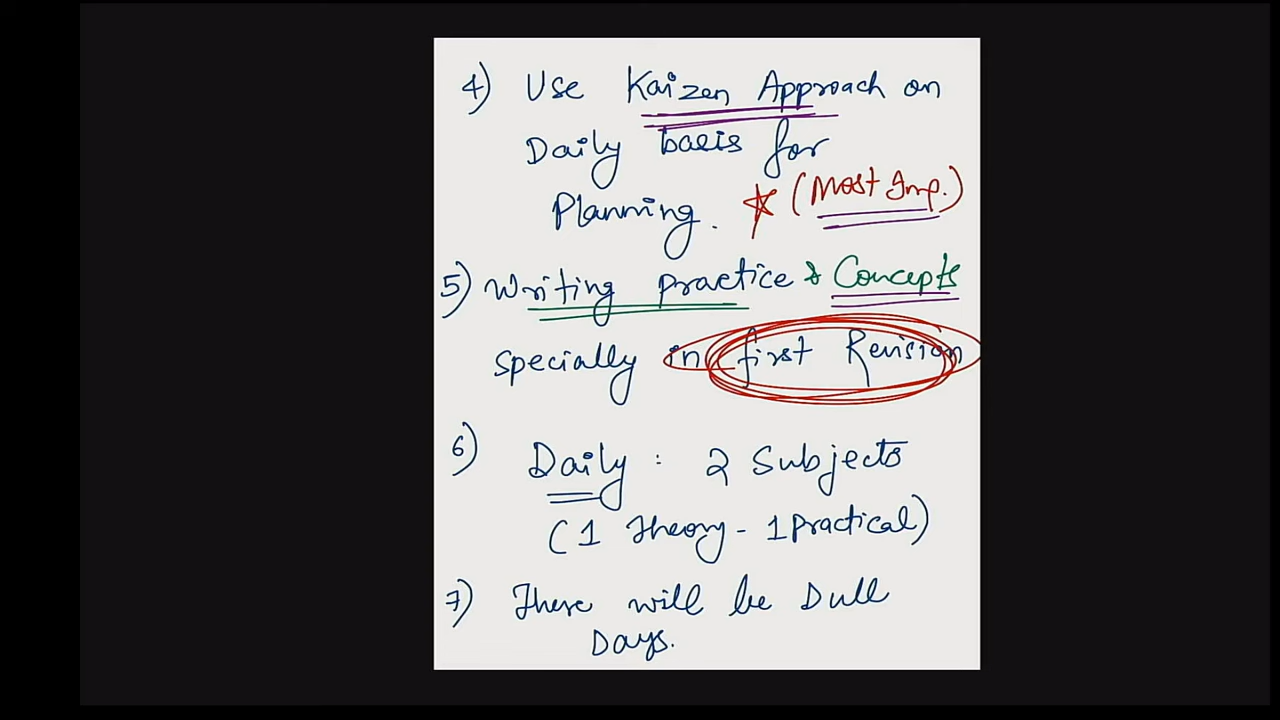 4) Use Kaizen Approach on
Daily basis for
Planning. * (Most Imp.)
5) Writing practice & Concepts
specially in first Revision
6) Daily : 2 Subjects
(1 Theory - 1 Practical)
7) There will be Dull
Days.